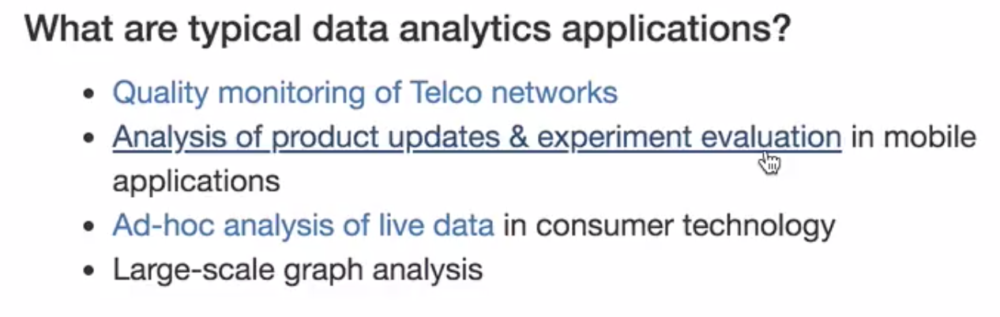 What are typical data analytics applications?
• Quality monitoring of Telco networks
• Analysis of product updates & experiment evaluation in mobile
applications
• Ad-hoc analysis of live data in consumer technology
• Large-scale graph analysis